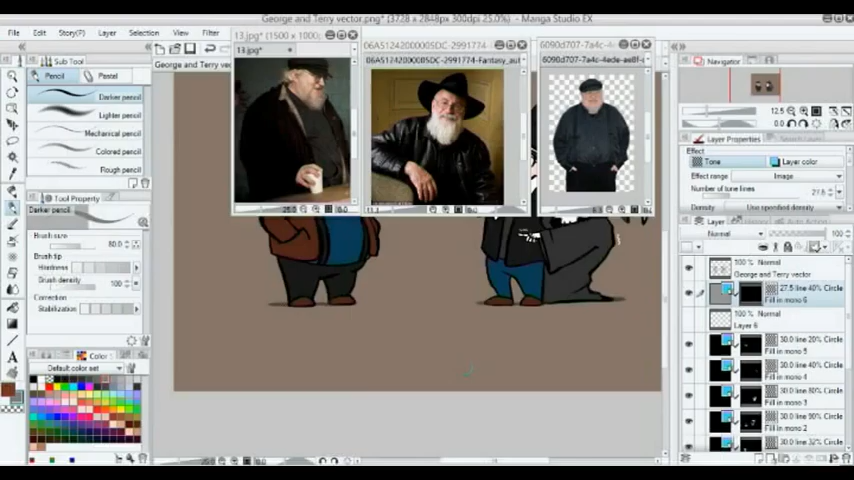 George and Terry vector.png* (3728 x 2848px 300dpi 25.0%) - Manga Studio EX
File Edit Story(P) Layer Selection View Filter
13.jpg* (1500 x 1000
13.jpg*
George and Terry ve
Sub Tool
Pencil Pastel
Darker pencil
Lighter pencil
Mechanical pencil
Colored pencil
Rough pencil
Tool Property
Darker pencil
Brush size 80.0
Brush tip
Hardness
Brush density 100
Correction
Stabilization
Color
Default color set
Navigator
12.5
0.0
Layer Properties
Effect
Tone Layer color
Effect range Image
Number of tone lines 27.5
Density Use specified density
Layer
Normal 100
100 % Normal
George and Terry vector
27.5 line 40% Circle
Fill in mono 6
100 % Normal
Layer 6
30.0 line 20% Circle
Fill in mono 5
30.0 line 40% Circle
Fill in mono 4
30.0 line 80% Circle
Fill in mono 3
30.0 line 90% Circle
Fill in mono 2
30.0 line 32% Circle